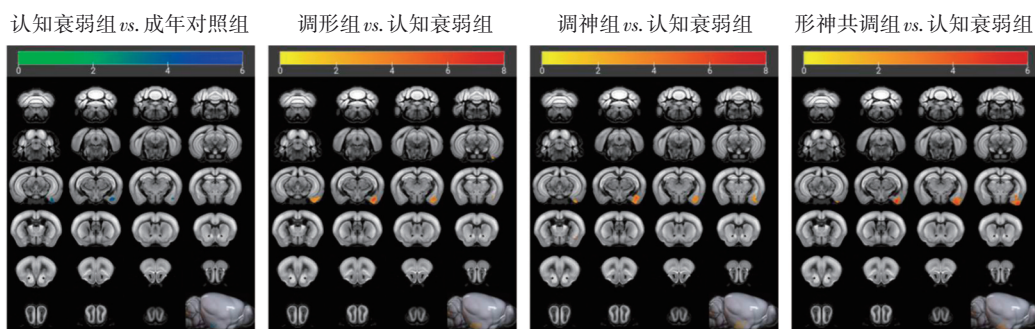 认知衰弱组 vs. 成年对照组
调形组 vs. 认知衰弱组
调神组 vs. 认知衰弱组
形神共调组 vs. 认知衰弱组
0 2 4 6
0 2 4 6 8
0 2 4 6 8
0 2 4 6